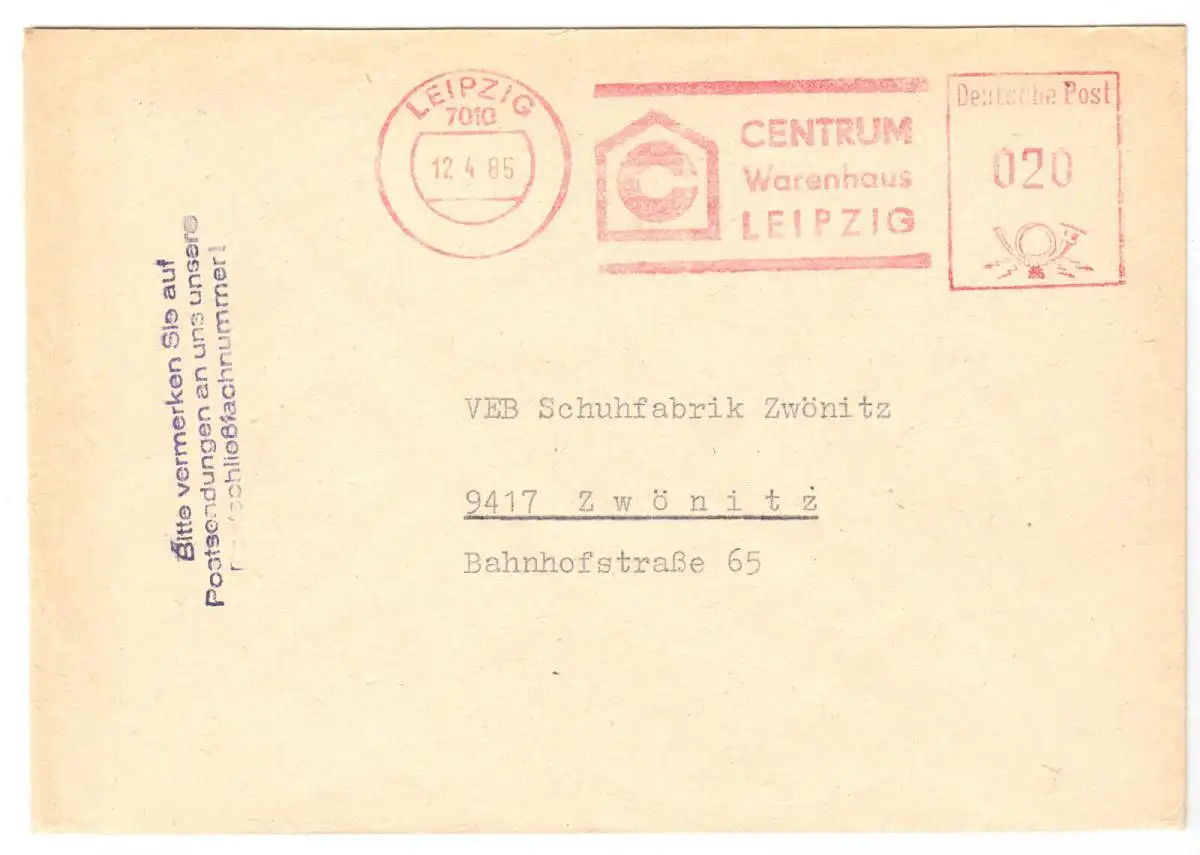 LEIPZIG
7010
12 4 85
CENTRUM
Warenhaus
LEIPZIG
Deutsche Post
020
Bitte vermerken Sie auf
Postsendungen an uns unsere
VEB Schuhfabrik Zwönitz
9417 Zwönitz
Bahnhofstraße 65